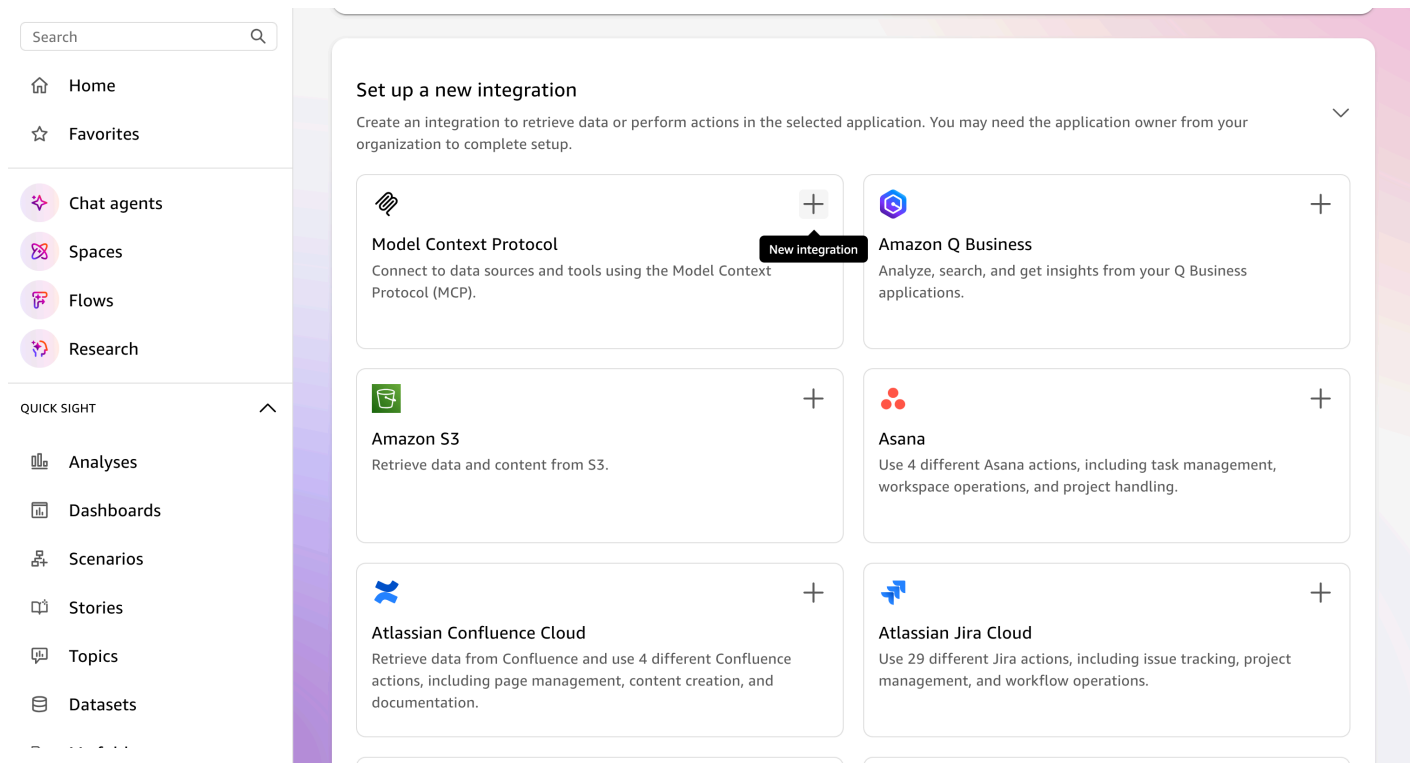 Search
Home
Favorites
Chat agents
Spaces
Flows
Research
QUICK SIGHT
Analyses
Dashboards
Scenarios
Stories
Topics
Datasets
Set up a new integration
Create an integration to retrieve data or perform actions in the selected application. You may need the application owner from your
organization to complete setup.
Model Context Protocol
New integration
Connect to data sources and tools using the Model Context
Protocol (MCP).
Amazon Q Business
Analyze, search, and get insights from your Q Business
applications.
Amazon S3
Retrieve data and content from S3.
Asana
Use 4 different Asana actions, including task management,
workspace operations, and project handling.
Atlassian Confluence Cloud
Retrieve data from Confluence and use 4 different Confluence
actions, including page management, content creation, and
documentation.
Atlassian Jira Cloud
Use 29 different Jira actions, including issue tracking, project
management, and workflow operations.